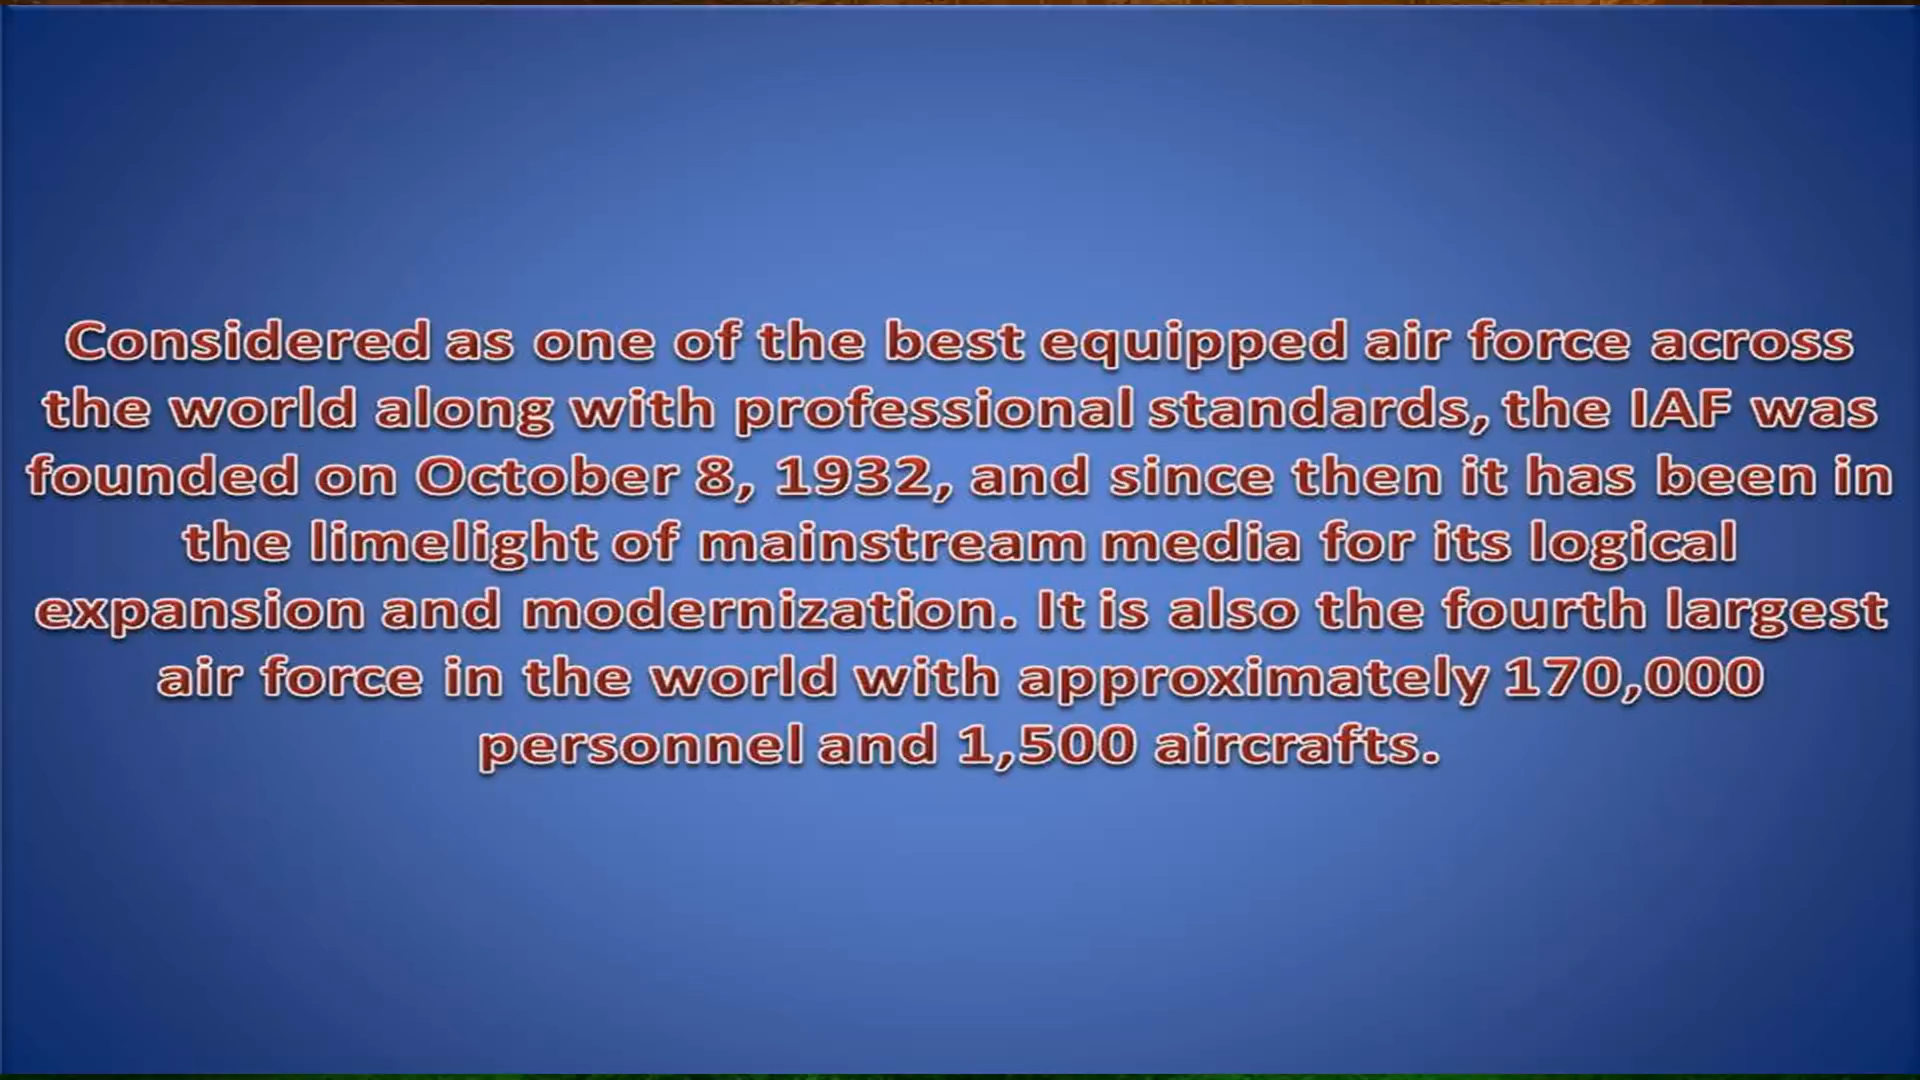 Considered as one of the best equipped air force across
the world along with professional standards, the IAF was
founded on October 8, 1932, and since then it has been in
the limelight of mainstream media for its logical
expansion and modernization. It is also the fourth largest
air force in the world with approximately 170,000
personnel and 1,500 aircrafts.